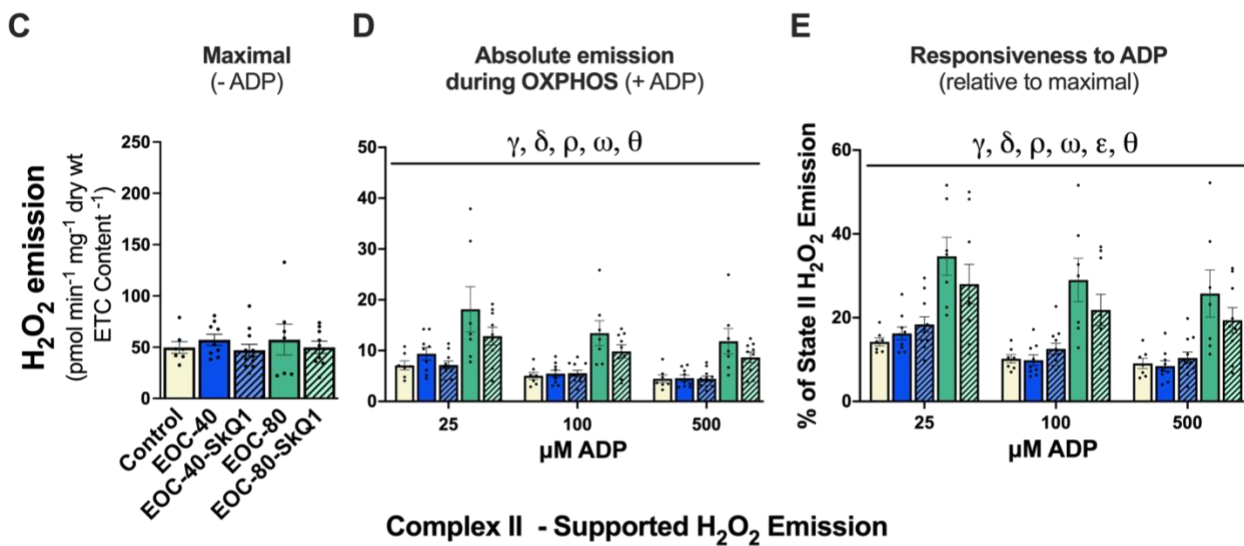 C
Maximal
(- ADP)
H₂O₂ emission
(pmol min⁻¹ mg⁻¹ dry wt
ETC Content ⁻¹)
250
200
150
100
50
0
Control
EOC-40
EOC-40-SkQ1
EOC-80
EOC-80-SkQ1
D
Absolute emission
during OXPHOS (+ ADP)
γ, δ, ρ, ω, θ
50
40
30
20
10
0
25
100
500
µM ADP
E
Responsiveness to ADP
(relative to maximal)
γ, δ, ρ, ω, ε, θ
% of State II H₂O₂ Emission
60
40
20
0
25
100
500
µM ADP
Complex II - Supported H₂O₂ Emission